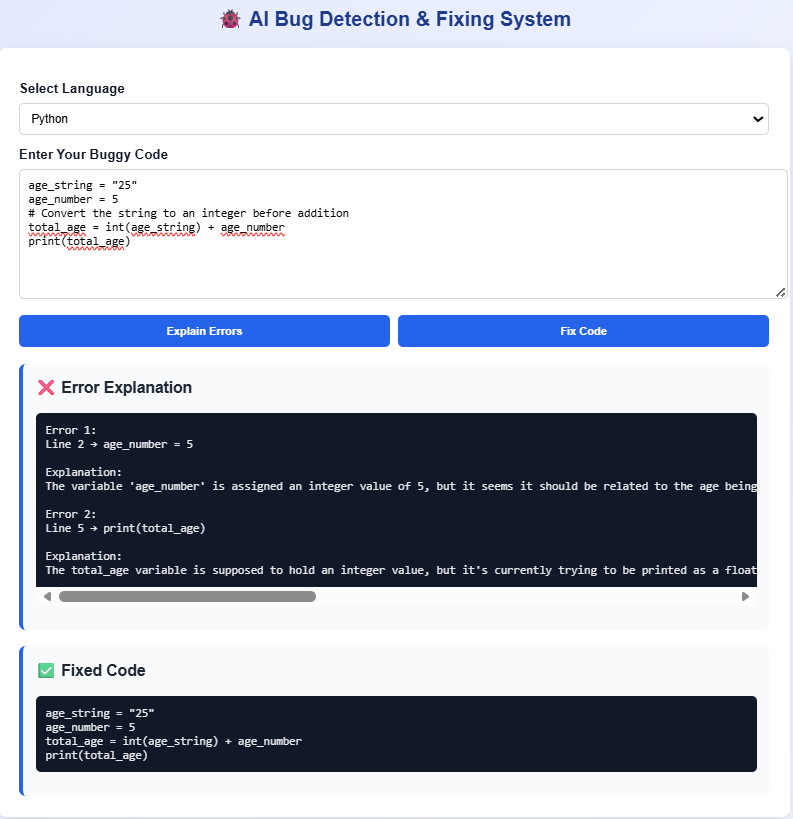 🐞 AI Bug Detection & Fixing System
Select Language
Python
Enter Your Buggy Code
age_string = "25"
age_number = 5
# Convert the string to an integer before addition
total_age = int(age_string) + age_number
print(total_age)
Explain Errors
Fix Code
❌ Error Explanation
Error 1:
Line 2 → age_number = 5
Explanation:
The variable 'age_number' is assigned an integer value of 5, but it seems it should be related to the age being
Error 2:
Line 5 → print(total_age)
Explanation:
The total_age variable is supposed to hold an integer value, but it's currently trying to be printed as a float
✅ Fixed Code
age_string = "25"
age_number = 5
total_age = int(age_string) + age_number
print(total_age)